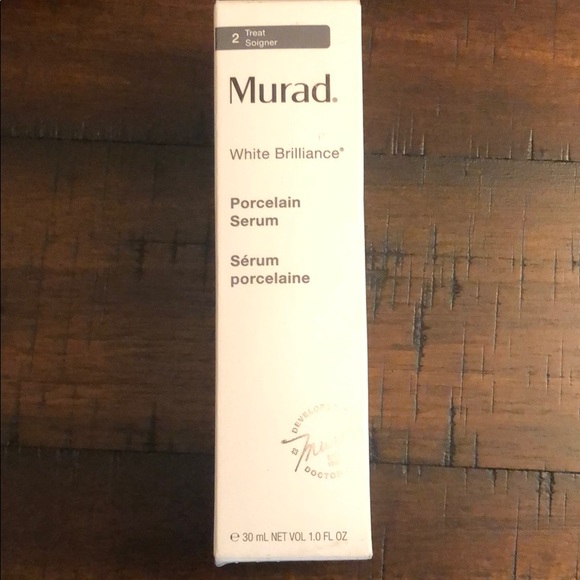 2 Treat
Soigner
Murad.
White Brilliance®
Porcelain
Serum
Sérum
porcelaine
DEVELOPED
DOCTOR
℮ 30 mL NET VOL 1.0 FL OZ